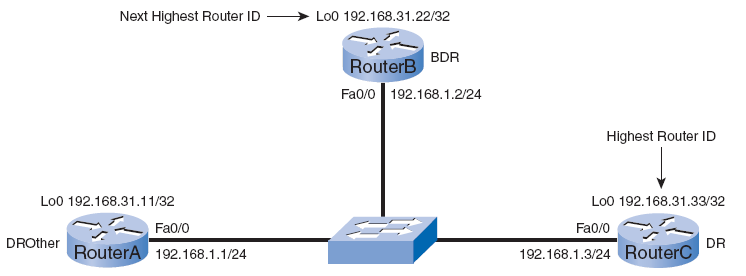 Next Highest Router ID
Lo0 192.168.31.22/32
RouterB
BDR
Fa0/0
192.168.1.2/24
Highest Router ID
Lo0 192.168.31.11/32
Lo0 192.168.31.33/32
DROther
RouterA
Fa0/0
192.168.1.1/24
Fa0/0
192.168.1.3/24
RouterC
DR